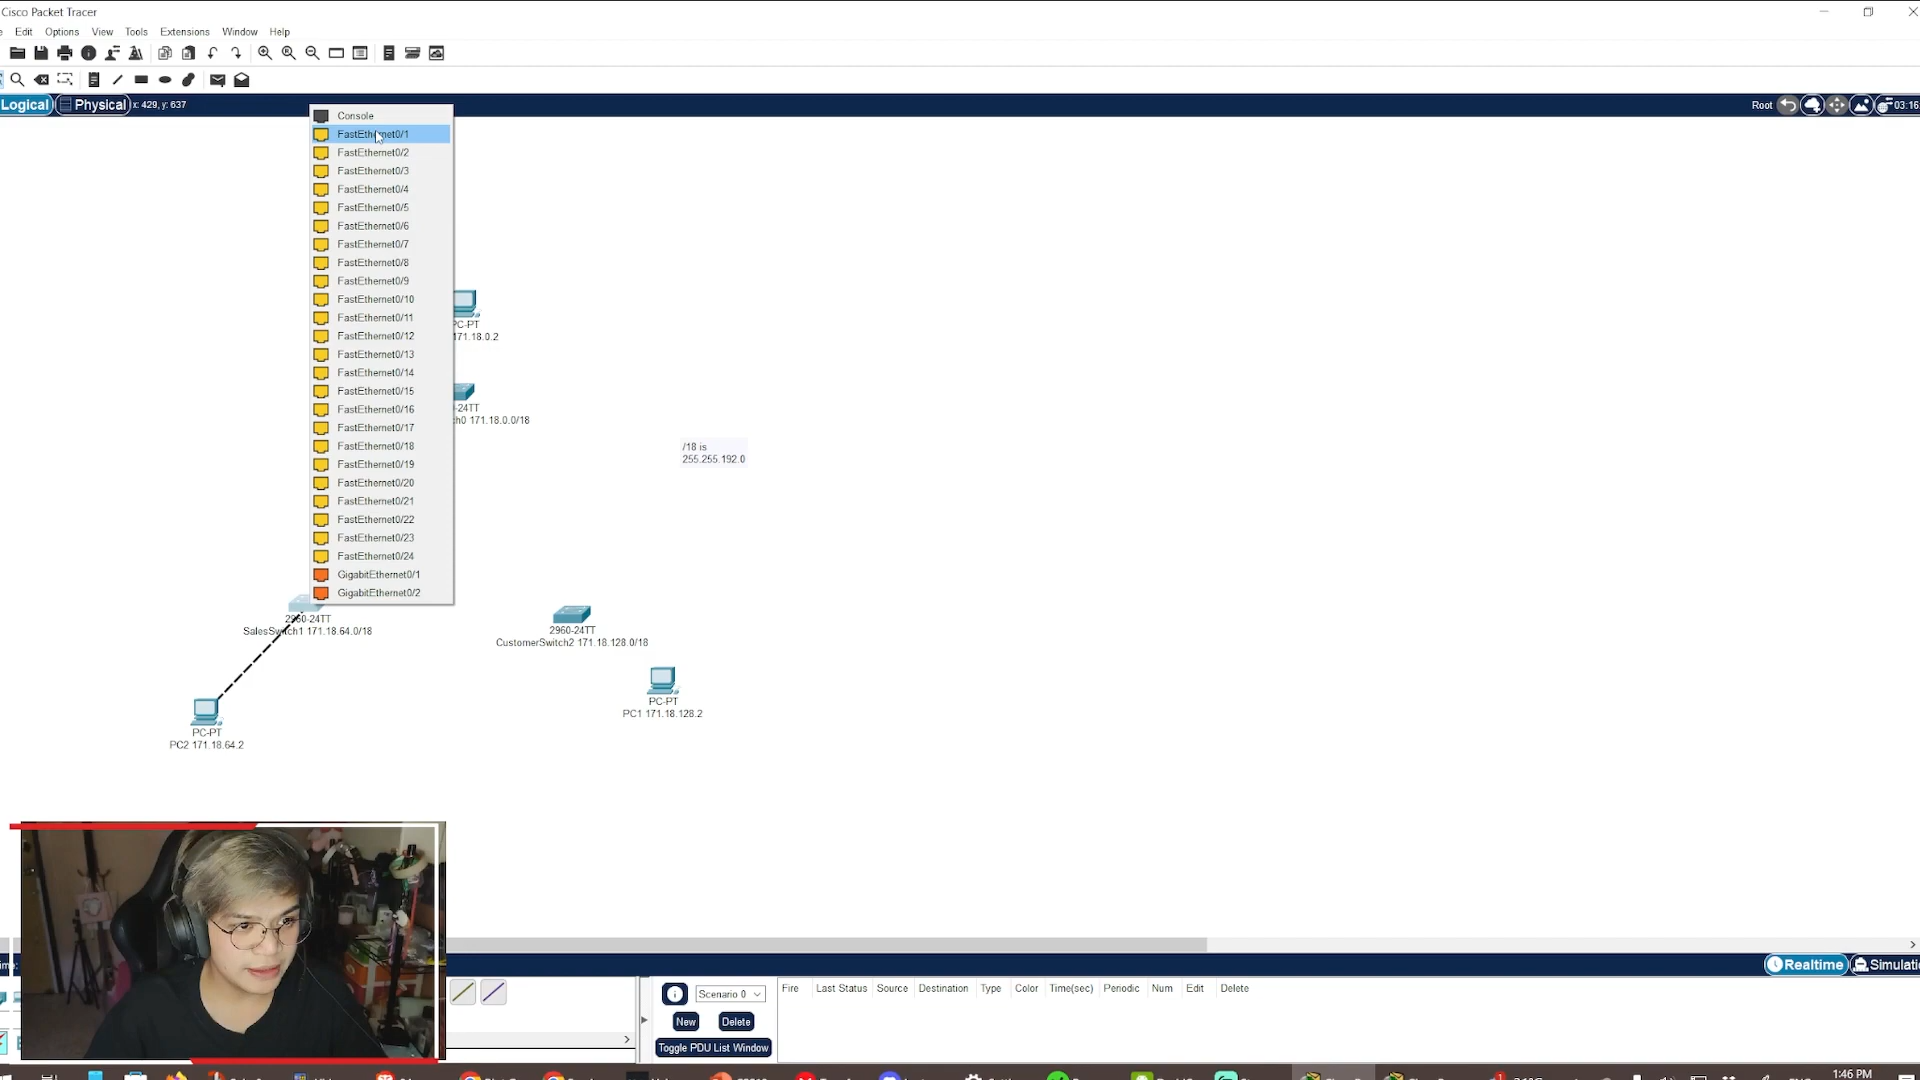 Cisco Packet Tracer
Edit Options View Tools Extensions Window Help
Logical Physical x: 429, y: 637
Root 03:16
Console
FastEthernet0/1
FastEthernet0/2
FastEthernet0/3
FastEthernet0/4
FastEthernet0/5
FastEthernet0/6
FastEthernet0/7
FastEthernet0/8
FastEthernet0/9
FastEthernet0/10
FastEthernet0/11
FastEthernet0/12
FastEthernet0/13
FastEthernet0/14
FastEthernet0/15
FastEthernet0/16
FastEthernet0/17
FastEthernet0/18
FastEthernet0/19
FastEthernet0/20
FastEthernet0/21
FastEthernet0/22
FastEthernet0/23
FastEthernet0/24
GigabitEthernet0/1
GigabitEthernet0/2
PC-PT
171.18.0.2
-24TT
h0 171.18.0.0/18
/18 is
255.255.192.0
2960-24TT
SalesSwitch1 171.18.64.0/18
2960-24TT
CustomerSwitch2 171.18.128.0/18
PC-PT
PC1 171.18.128.2
PC-PT
PC2 171.18.64.2
Realtime Simulati
Scenario 0
New Delete
Toggle PDU List Window
Fire Last Status Source Destination Type Color Time(sec) Periodic Num Edit Delete
1:46 PM